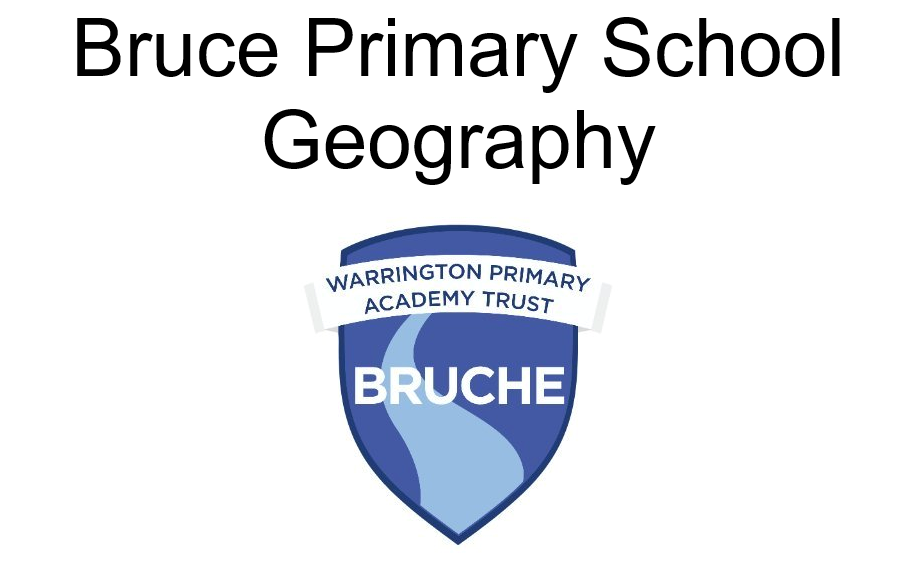 Bruce Primary School
Geography
WARRINGTON PRIMARY
ACADEMY TRUST
BRUCHE